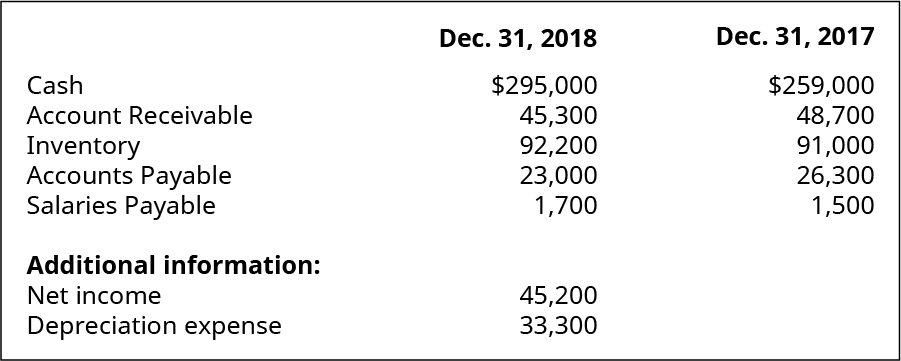 Dec. 31, 2018 Dec. 31, 2017
Cash $295,000 $259,000
Account Receivable 45,300 48,700
Inventory 92,200 91,000
Accounts Payable 23,000 26,300
Salaries Payable 1,700 1,500
Additional information:
Net income 45,200
Depreciation expense 33,300